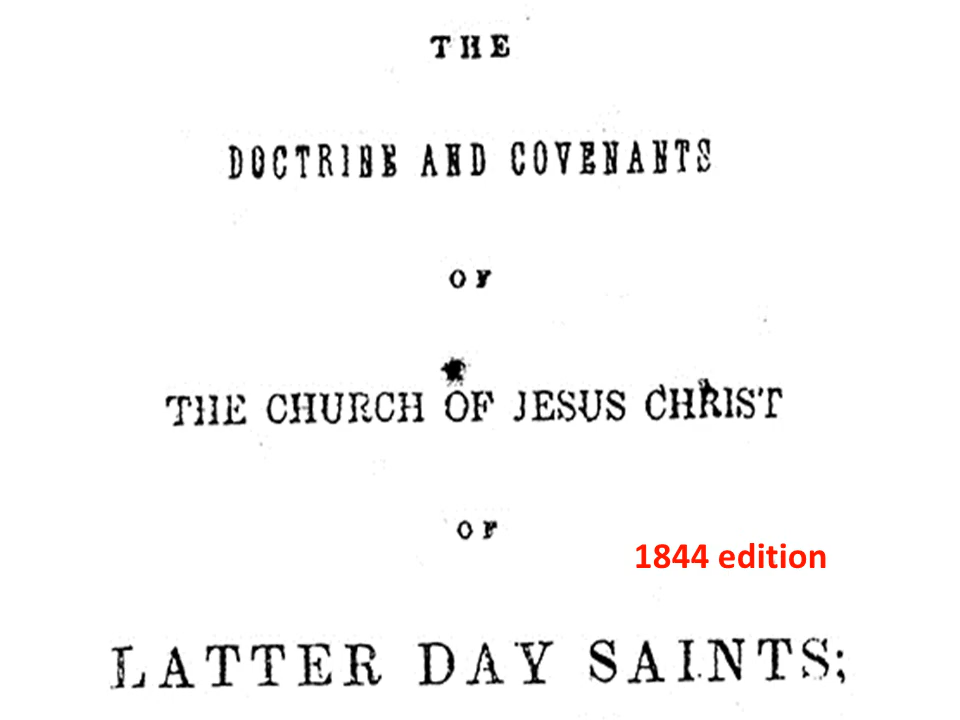 THE
DOCTRINE AND COVENANTS
OF
THE CHURCH OF JESUS CHRIST
OF
1844 edition
LATTER DAY SAINTS;